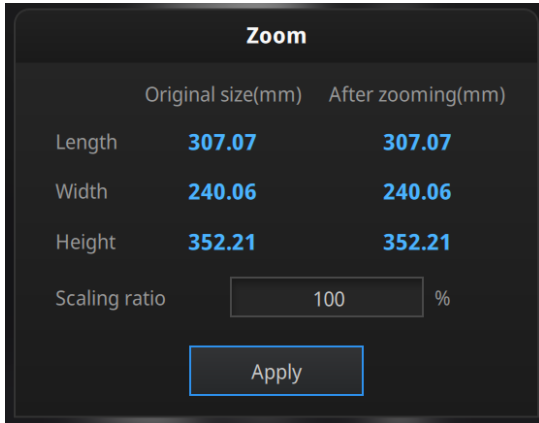 Zoom
Original size(mm) After zooming(mm)
Length 307.07 307.07
Width 240.06 240.06
Height 352.21 352.21
Scaling ratio 100 %
Apply